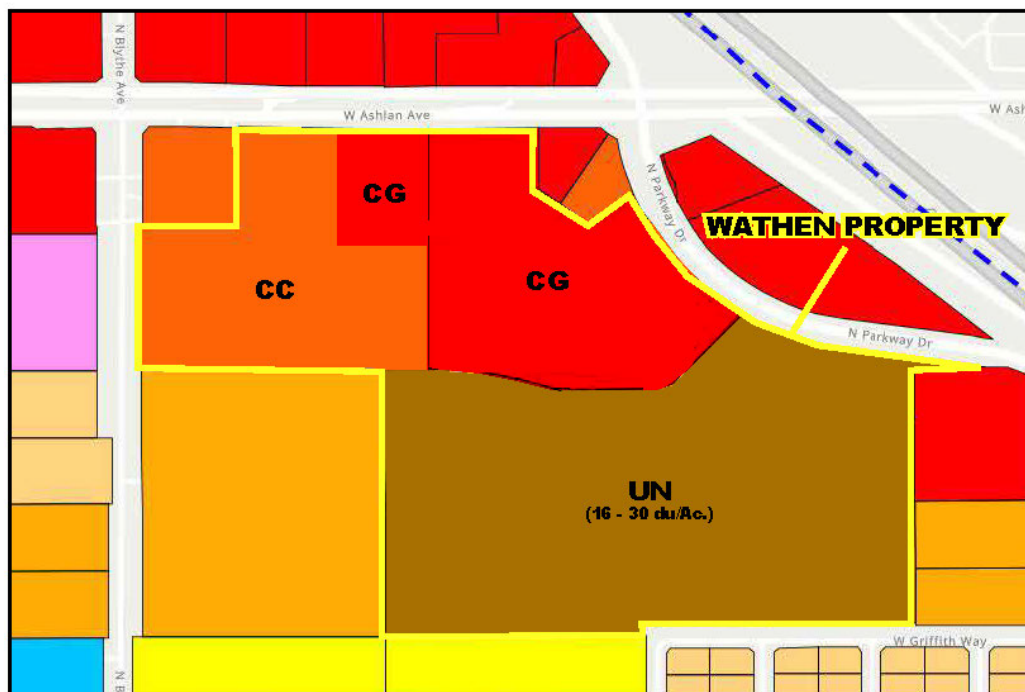 N Blythe Ave
W Ashlan Ave
W Ash
N Parkway Dr
CG
WATHEN PROPERTY
CC
CG
N Parkway Dr
UN
(16 - 30 du/Ac.)
W Griffith Way
N B